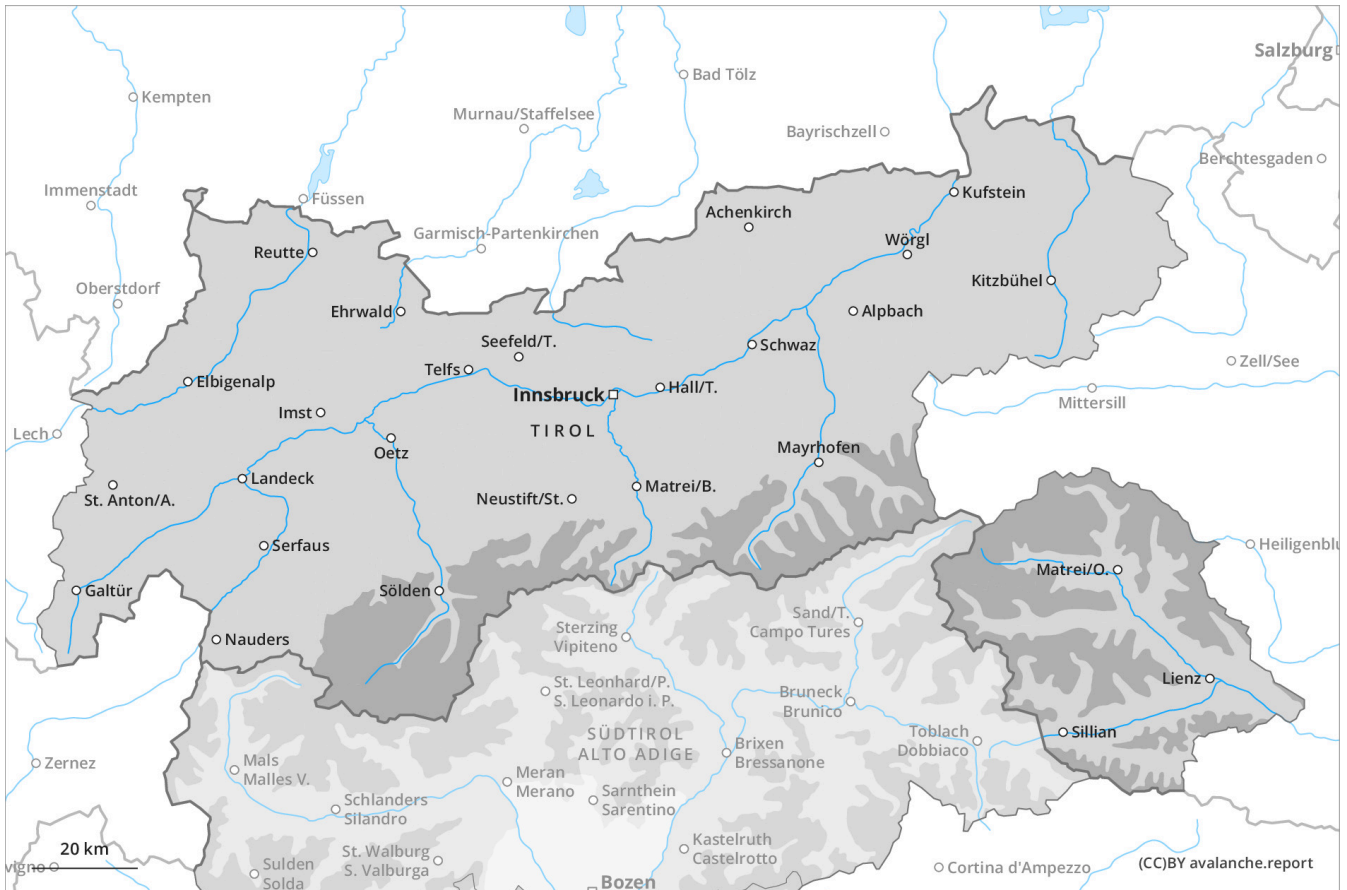 Salzburg
Bad Tölz
Kempten
Murnau/Staffelsee
Bayrischzell
Berchtesgaden
Immenstadt
Füssen
Kufstein
Achenkirch
Garmisch-Partenkirchen
Wörgl
Reutte
Kitzbühel
Oberstdorf
Ehrwald
Alpbach
Seefeld/T.
Schwaz
Telfs
Zell/See
Elbigenalp
Hall/T.
Innsbruck
Mittersill
Imst
TIROL
Lech
Oetz
Mayrhofen
Landeck
Matrei/B.
St. Anton/A.
Neustift/St.
Serfaus
Heiligenblu
Matrei/O.
Galtür
Sölden
Sand/T.
Campo Tures
Sterzing
Vipiteno
Nauders
Lienz
St. Leonhard/P.
S. Leonardo i. P.
Bruneck
Brunico
Sillian
SÜDTIROL
ALTO ADIGE
Toblach
Dobbiaco
Brixen
Bressanone
Zernez
Mals
Malles V.
Meran
Merano
Sarnthein
Sarentino
Schlanders
Silandro
Kastelruth
Castelrotto
20 km
St. Walburg
S. Valburga
vigno
Sulden
Solda
Cortina d'Ampezzo
(CC)BY avalanche.report
Bozen